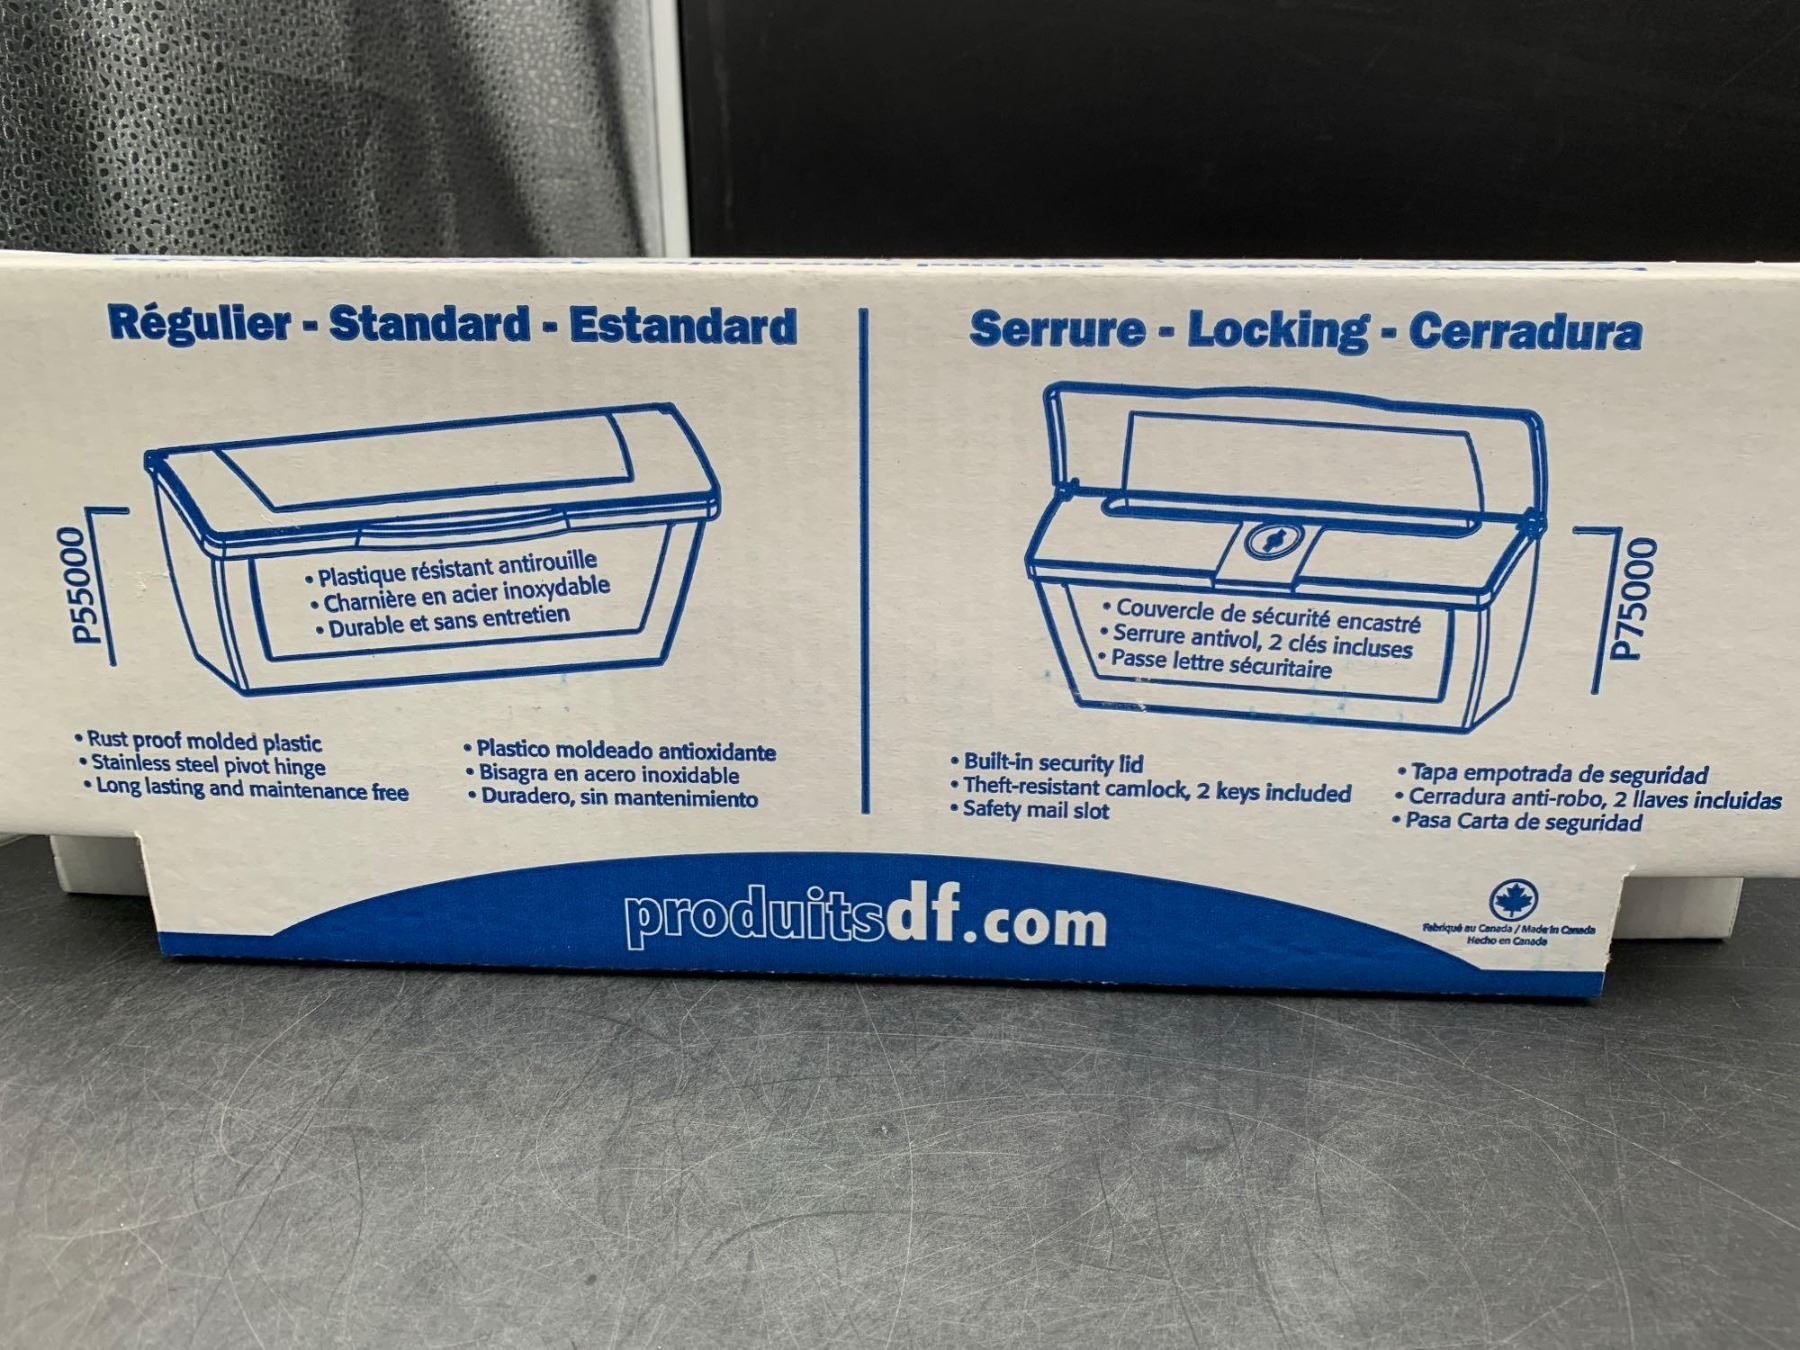 Régulier - Standard - Estandard
P55000
• Plastique résistant antirouille
• Charnière en acier inoxydable
• Durable et sans entretien
• Rust proof molded plastic
• Stainless steel pivot hinge
• Long lasting and maintenance free
• Plastico moldeado antioxidante
• Bisagra en acero inoxidable
• Duradero, sin mantenimiento
Serrure - Locking - Cerradura
P75000
• Couvercle de sécurité encastré
• Serrure antivol, 2 clés incluses
• Passe lettre sécuritaire
• Built-in security lid
• Theft-resistant camlock, 2 keys included
• Safety mail slot
• Tapa empotrada de seguridad
• Cerradura anti-robo, 2 llaves incluidas
• Pasa Carta de seguridad
produitsdf.com
Fabriqué au Canada / Made in Canada
Hecho en Canada